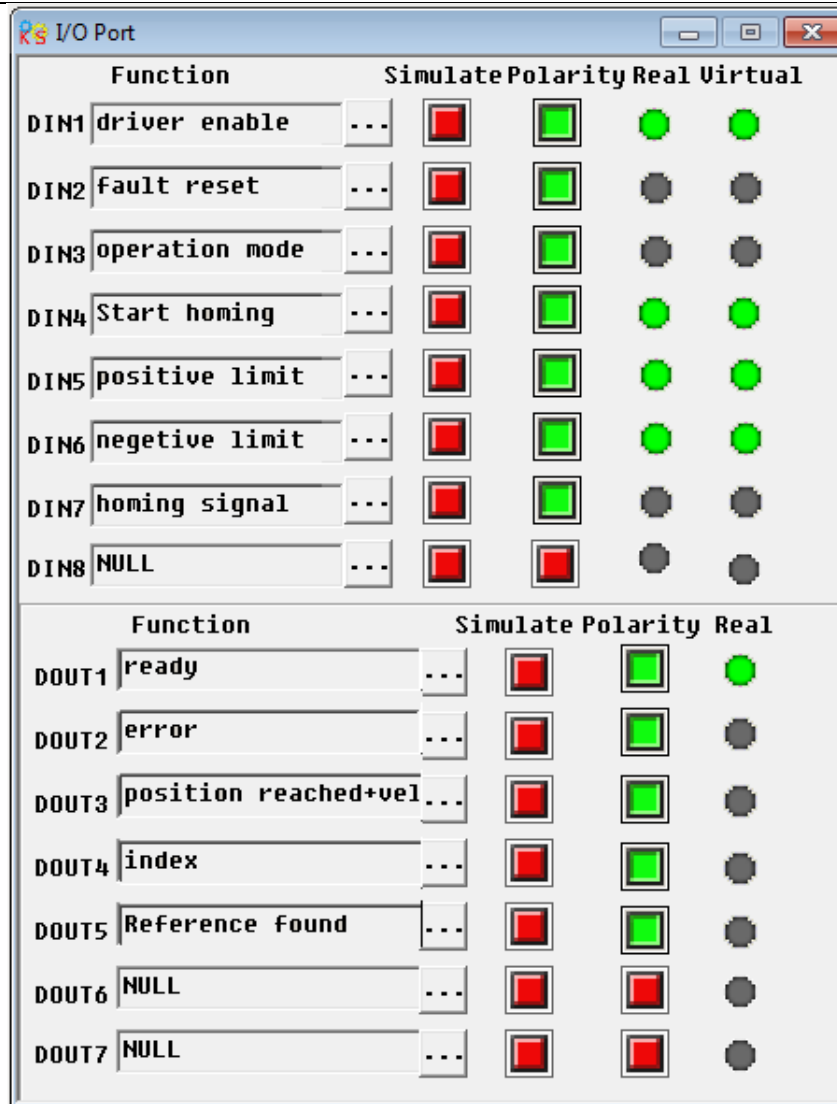 I/O Port
Function Simulate Polarity Real Virtual
DIN1 driver enable ...
DIN2 fault reset ...
DIN3 operation mode ...
DIN4 Start homing ...
DIN5 positive limit ...
DIN6 negetive limit ...
DIN7 homing signal ...
DIN8 NULL ...
Function Simulate Polarity Real
DOUT1 ready ...
DOUT2 error ...
DOUT3 position reached+vel ...
DOUT4 index ...
DOUT5 Reference found ...
DOUT6 NULL ...
DOUT7 NULL ...